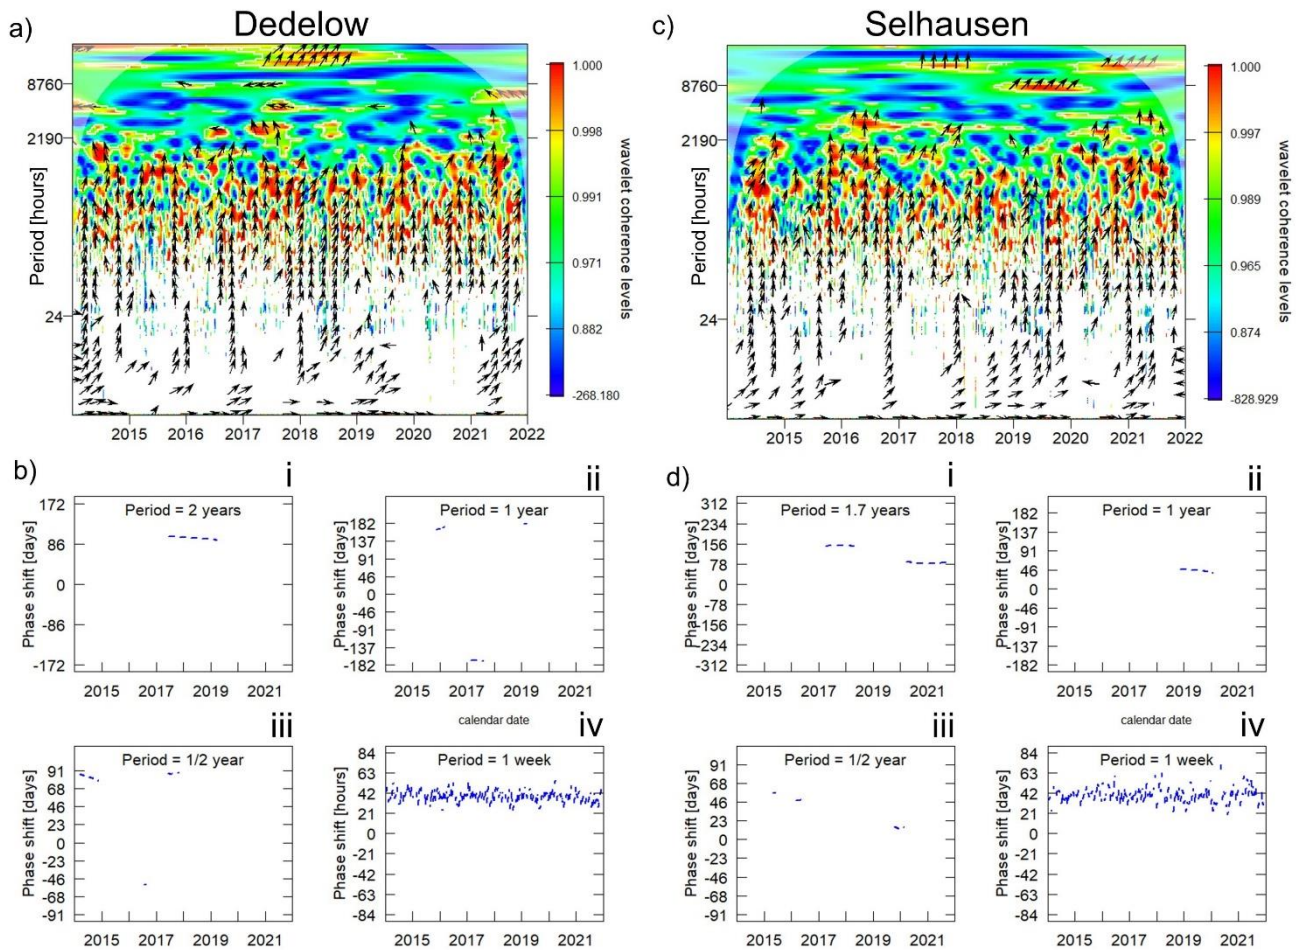 a)
Dedelow
Period [hours]
8760
2190
24
2015 2016 2017 2018 2019 2020 2021 2022
1.000
0.998
0.991
0.971
0.882
-268.180
wavelet coherence levels
c)
Selhausen
Period [hours]
8760
2190
24
2015 2016 2017 2018 2019 2020 2021 2022
1.000
0.997
0.989
0.965
0.874
-828.929
wavelet coherence levels
b)
i
Period = 2 years
Phase shift [days]
172
86
0
-86
-172
2015 2017 2019 2021
ii
Period = 1 year
Phase shift [days]
182
137
91
46
0
-46
-91
-137
-182
2015 2017 2019 2021
calendar date
iii
Period = 1/2 year
Phase shift [days]
91
68
46
23
0
-23
-46
-68
-91
2015 2017 2019 2021
iv
Period = 1 week
Phase shift [hours]
84
63
42
21
0
-21
-42
-63
-84
2015 2017 2019 2021
d)
i
Period = 1.7 years
Phase shift [days]
312
234
156
78
0
-78
-156
-234
-312
2015 2017 2019 2021
ii
Period = 1 year
Phase shift [days]
182
137
91
46
0
-46
-91
-137
-182
2015 2017 2019 2021
calendar date
iii
Period = 1/2 year
Phase shift [days]
91
68
46
23
0
-23
-46
-68
-91
2015 2017 2019 2021
iv
Period = 1 week
Phase shift [days]
84
63
42
21
0
-21
-42
-63
-84
2015 2017 2019 2021